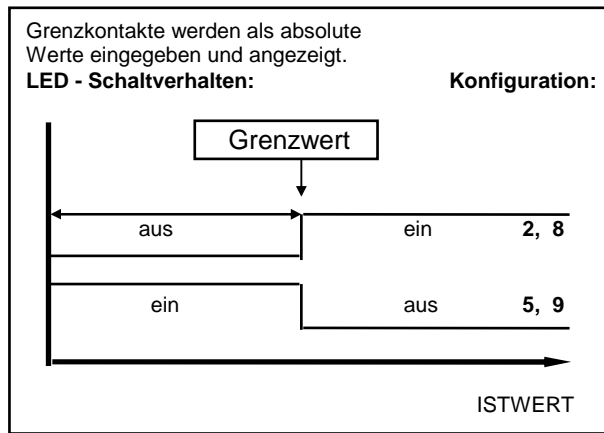 Grenzkontakte werden als absolute
Werte eingegeben und angezeigt.
LED - Schaltverhalten: Konfiguration:
Grenzwert
aus ein 2, 8
ein aus 5, 9
ISTWERT